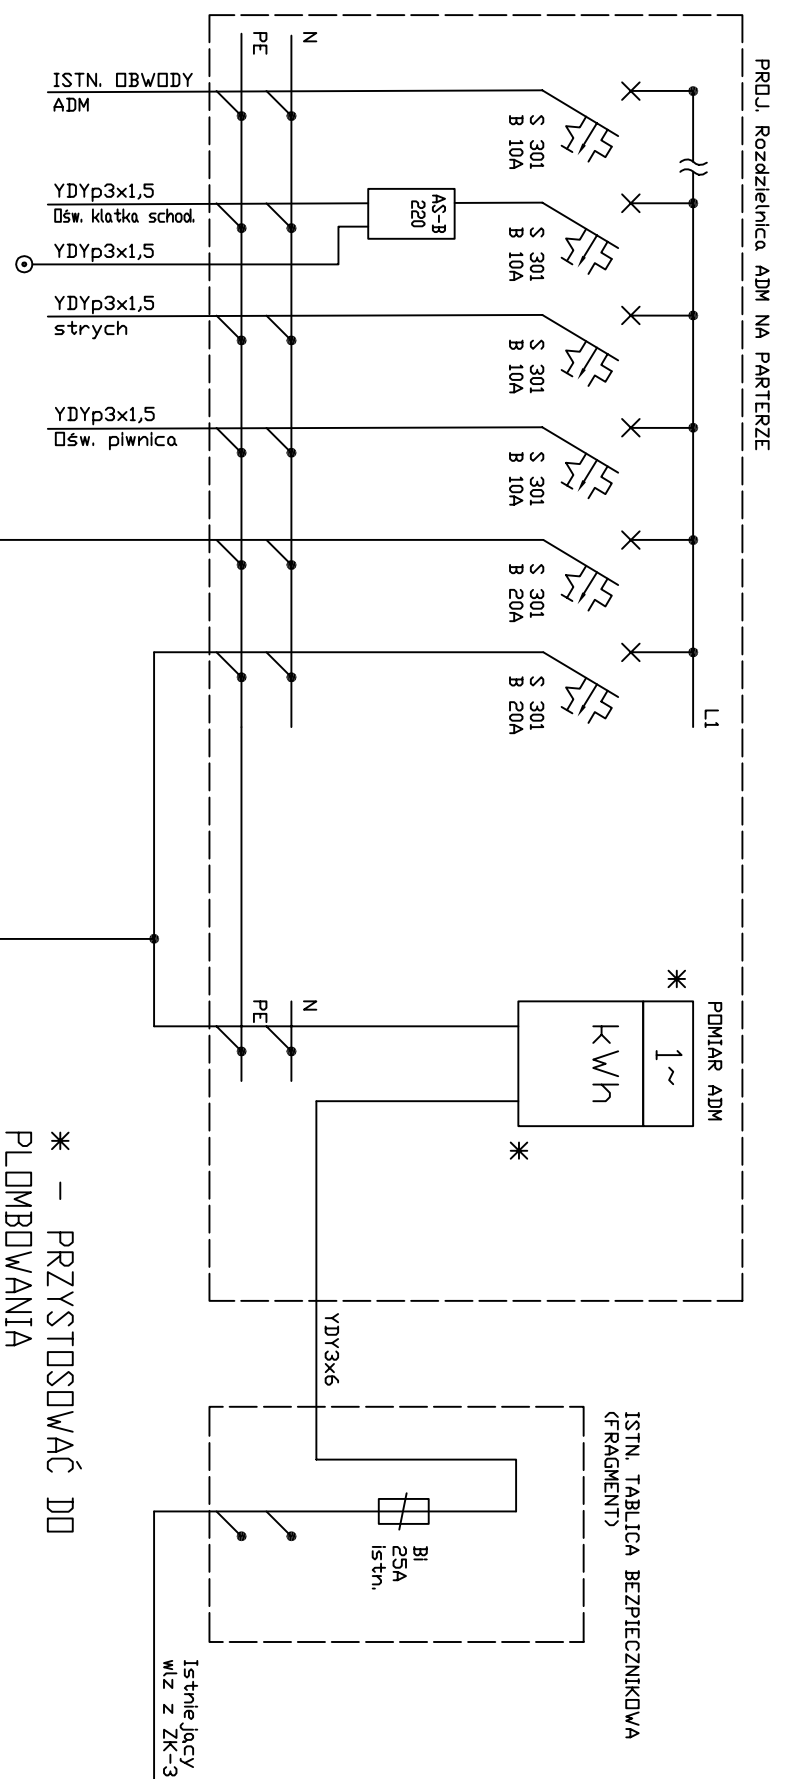 PROJ. Rozdzielnica ADM NA PARTERZE
PE
N
ISTN. OBWODY
ADM
S 301
B 10A
YDYp3x1,5
Ośw. klatka schod.
AS-B
220
S 301
B 10A
YDYp3x1,5
YDYp3x1,5
strych
S 301
B 10A
YDYp3x1,5
Ośw. piwnica
S 301
B 10A
S 301
B 20A
S 301
B 20A
L1
PE
N
POMIAR ADM
*
1~
kWh
*
* - PRZYSTOSOWAĆ DO
PLOMBOWANIA
YDY3x6
ISTN. TABLICA BEZPIECZNIKOWA
(FRAGMENT)
Bi
25A
istn.
Istniejący
wlz z ZK-3